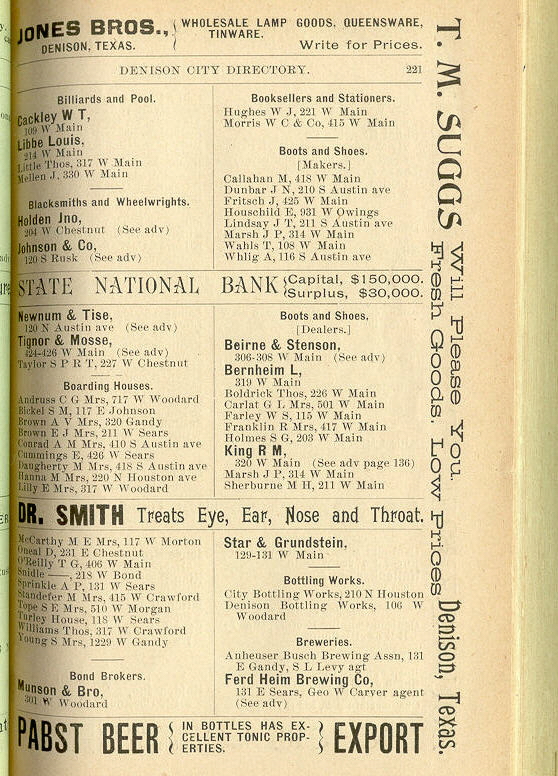 JONES BROS., { WHOLESALE LAMP GOODS, QUEENSWARE,
TINWARE.
DENISON, TEXAS. Write for Prices.
DENISON CITY DIRECTORY. 221
Billiards and Pool.
Cackley W T,
109 W Main
Libbe Louis,
214 W Main
Little Thos, 317 W Main
Mellen J, 330 W Main
Blacksmiths and Wheelwrights.
Holden Jno,
204 W Chestnut (See adv)
Johnson & Co,
120 S Rusk (See adv)
Booksellers and Stationers.
Hughes W J, 221 W Main
Morris W C & Co, 415 W Main
Boots and Shoes.
[Makers.]
Callahan M, 418 W Main
Dunbar J N, 210 S Austin ave
Fritsch J, 425 W Main
Houschild E, 931 W Owings
Lindsay J T, 211 S Austin ave
Marsh J P, 314 W Main
Wahls T, 108 W Main
Whlig A, 116 S Austin ave
STATE NATIONAL BANK { Capital, $150,000.
Surplus, $30,000.
Newnum & Tise,
120 N Austin ave (See adv)
Tignor & Mosse,
424-426 W Main (See adv)
Taylor S P R T, 227 W Chestnut
Boarding Houses.
Andruss C G Mrs, 717 W Woodard
Bickel S M, 117 E Johnson
Brown A V Mrs, 320 Gandy
Brown E J Mrs, 211 W Sears
Conrad A M Mrs, 410 S Austin ave
Cummings E, 426 W Sears
Daugherty M Mrs, 418 S Austin ave
Hanna M Mrs, 220 N Houston ave
Lilly E Mrs, 317 W Woodard
Boots and Shoes,
[Dealers.]
Beirne & Stenson,
306-308 W Main (See adv)
Bernheim L,
319 W Main
Boldrick Thos, 226 W Main
Carlat G L Mrs, 501 W Main
Farley W S, 115 W Main
Franklin R Mrs, 417 W Main
Holmes S G, 203 W Main
King R M,
320 W Main (See adv page 136)
Marsh J P, 314 W Main
Sherburne M H, 211 W Main
DR. SMITH Treats Eye, Ear, Nose and Throat.
McCarthy M E Mrs, 117 W Morton
Oneal D, 231 E Chestnut
O'Reilly T G, 406 W Main
Snidle ——, 218 W Bond
Sprinkle A P, 131 W Sears
Standefer M Mrs, 415 W Crawford
Tope S E Mrs, 510 W Morgan
Turley House, 118 W Sears
Williams Thos, 317 W Crawford
Young S Mrs, 1229 W Gandy
Bond Brokers.
Munson & Bro,
301 W Woodard
Star & Grundstein,
129-131 W Main
Bottling Works.
City Bottling Works, 210 N Houston
Denison Bottling Works, 106 W
Woodard
Breweries.
Anheuser Busch Brewing Assn, 131
E Gandy, S L Levy agt
Ferd Heim Brewing Co,
131 E Sears, Geo W Carver agent
(See adv)
PABST BEER { IN BOTTLES HAS EX-
CELLENT TONIC PROP-
ERTIES. } EXPORT
T. M. SUGGS Will Please You.
Fresh Goods. Low Prices
Denison, Texas.